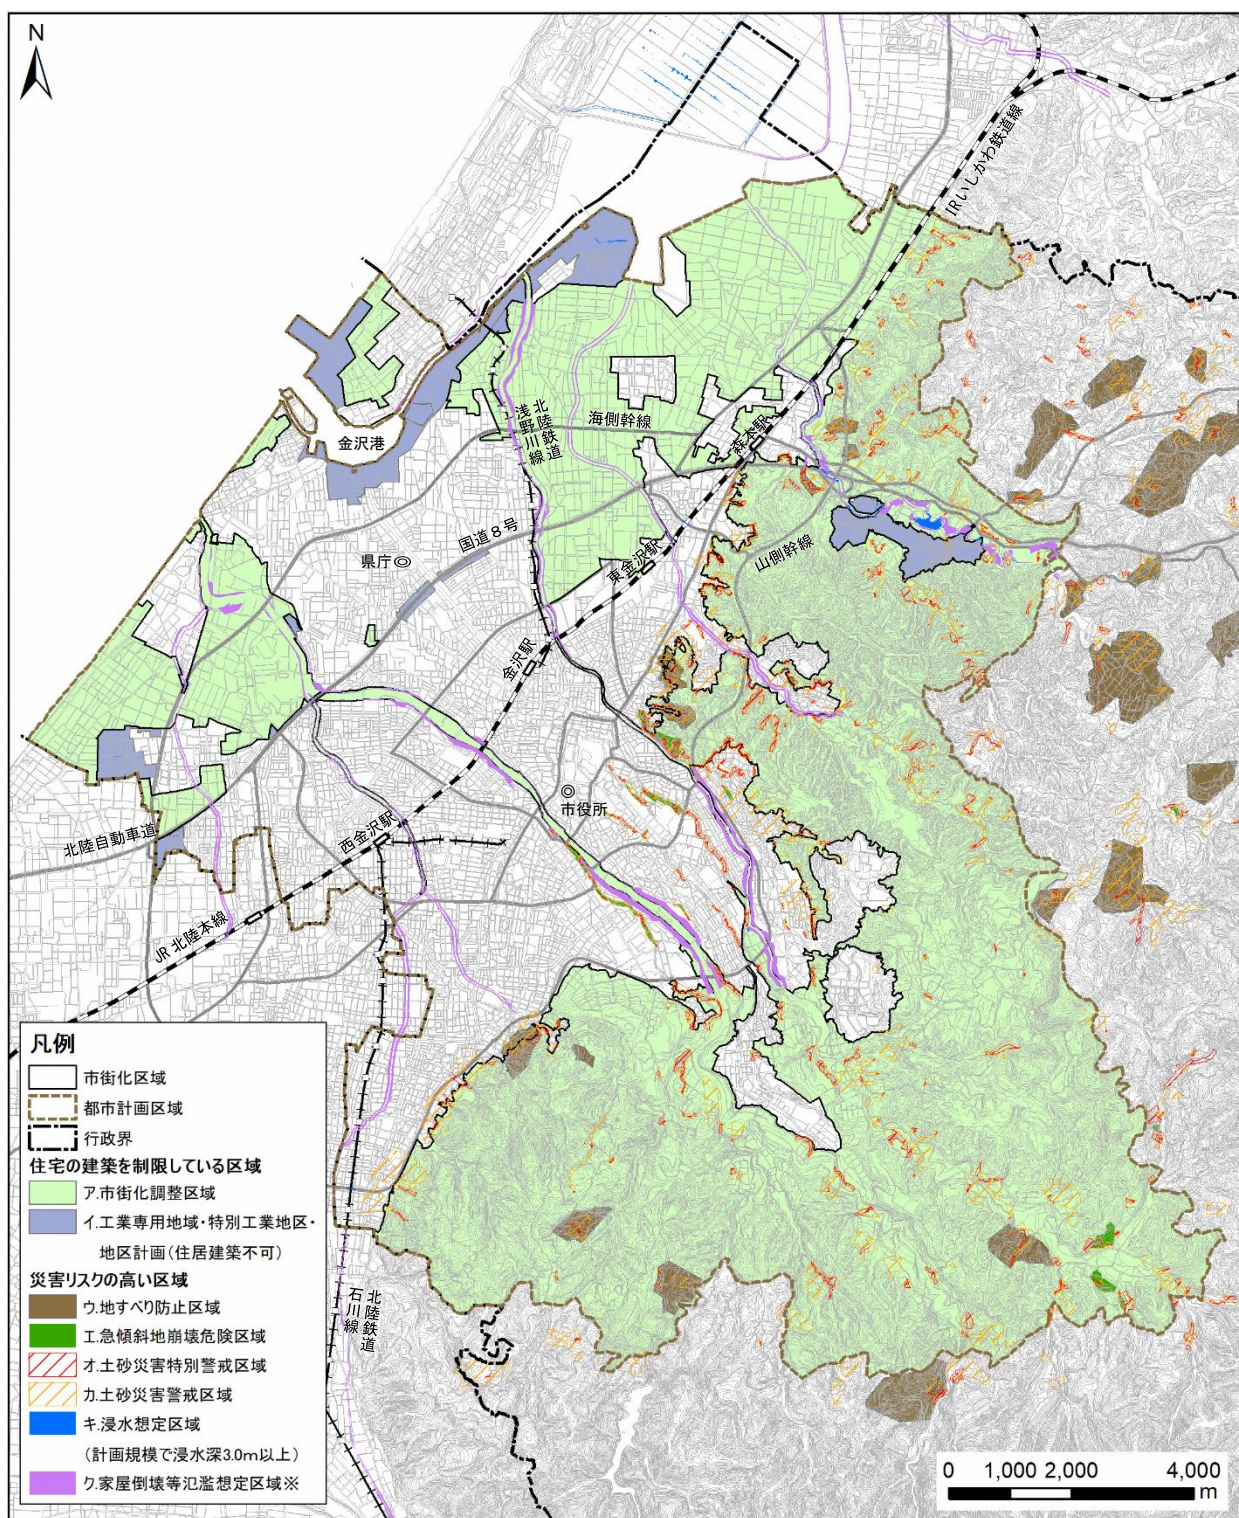 N
IRいしかわ鉄道線
金沢港
北陸鉄道
浅野川線
海側幹線
森本駅
国道8号
県庁
東金沢駅
山側幹線
金沢駅
市役所
北陸自動車道
西金沢駅
JR 北陸本線
北陸鉄道
石川線
凡例
市街化区域
都市計画区域
行政界
住宅の建築を制限している区域
ア.市街化調整区域
イ.工業専用地域・特別工業地区・
地区計画(住居建築不可)
災害リスクの高い区域
ウ.地すべり防止区域
エ.急傾斜地崩壊危険区域
オ.土砂災害特別警戒区域
カ.土砂災害警戒区域
キ.浸水想定区域
(計画規模で浸水深3.0m以上)
ク.家屋倒壊等氾濫想定区域※
0 1,000 2,000 4,000
m